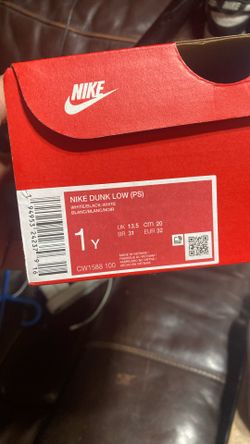 NIKE
NIKE DUNK LOW (PS)
WHITE/BLACK-WHITE
BLANC/BLANC/NOIR
1 Y
UK 13.5 CM 20
BR 31 EUR 32
CW1588 100